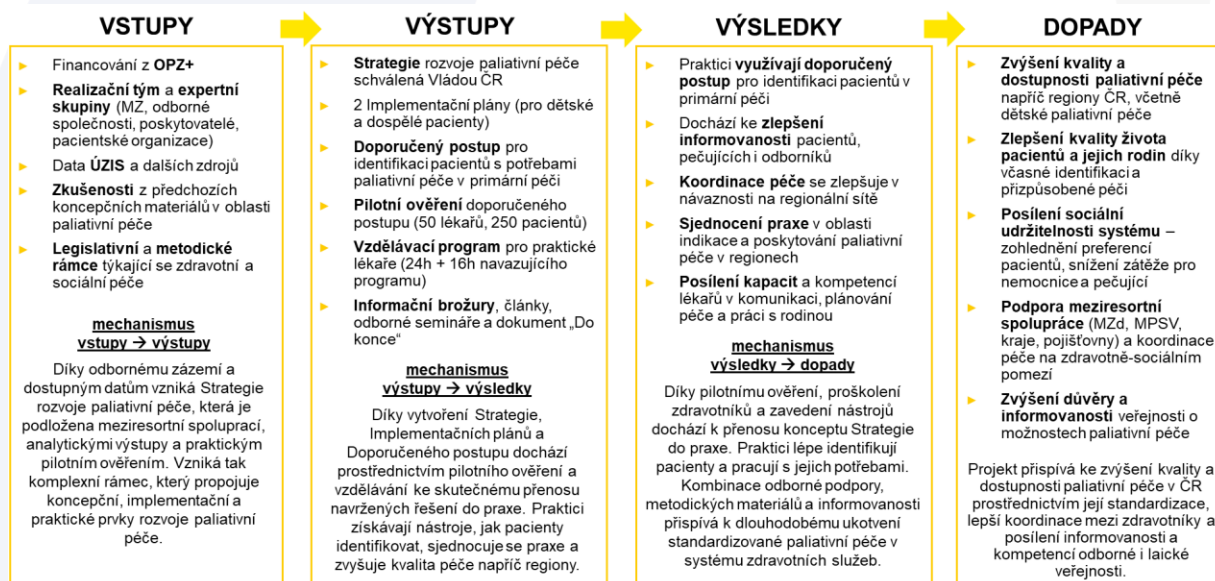 VSTUPY
► Financování z OPZ+
► Realizační tým a expertní
skupiny (MZ, odborné
společnosti, poskytovatelé,
pacientské organizace)
► Data ÚZIS a dalších zdrojů
► Zkušenosti z předchozích
koncepčních materiálů v oblasti
paliativní péče
► Legislativní a metodické
rámce týkající se zdravotní a
sociální péče
mechanismus
vstupy → výstupy
Díky odbornému zázemí a
dostupným datům vzniká Strategie
rozvoje paliativní péče, která je
podložena meziresortní spoluprací,
analytickými výstupy a praktickým
pilotním ověřením. Vzniká tak
komplexní rámec, který propojuje
koncepční, implementační a
praktické prvky rozvoje paliativní
péče.
VÝSTUPY
► Strategie rozvoje paliativní péče
schválená Vládou ČR
► 2 Implementační plány (pro dětské
a dospělé pacienty)
► Doporučený postup pro
identifikaci pacientů s potřebami
paliativní péče v primární péči
► Pilotní ověření doporučeného
postupu (50 lékařů, 250 pacientů)
► Vzdělávací program pro praktické
lékaře (24h + 16h navazujícího
programu)
► Informační brožury, články,
odborné semináře a dokument „Do
konce“
mechanismus
výstupy → výsledky
Díky vytvoření Strategie,
Implementačních plánů a
Doporučeného postupu dochází
prostřednictvím pilotního ověření a
vzdělávání ke skutečnému přenosu
navržených řešení do praxe. Praktici
získávají nástroje, jak pacienty
identifikovat, sjednocuje se praxe a
zvyšuje kvalita péče napříč regiony.
VÝSLEDKY
► Praktici využívají doporučený
postup pro identifikaci pacientů v
primární péči
► Dochází ke zlepšení
informovanosti pacientů,
pečujících i odborníků
► Koordinace péče se zlepšuje v
návaznosti na regionální sítě
► Sjednocení praxe v oblasti
indikace a poskytování paliativní
péče v regionech
► Posílení kapacit a kompetencí
lékařů v komunikaci, plánování
péče a práci s rodinou
mechanismus
výsledky → dopady
Díky pilotnímu ověření, proškolení
zdravotníků a zavedení nástrojů
dochází k přenosu konceptu Strategie
do praxe. Praktici lépe identifikují
pacienty a pracují s jejich potřebami.
Kombinace odborné podpory,
metodických materiálů a informovanosti
přispívá k dlouhodobému ukotvení
standardizované paliativní péče v
systému zdravotních služeb.
DOPADY
► Zvýšení kvality a
dostupnosti paliativní péče
napříč regiony ČR, včetně
dětské paliativní péče
► Zlepšení kvality života
pacientů a jejich rodin díky
včasné identifikaci a
přizpůsobené péči
► Posílení sociální
udržitelnosti systému –
zohlednění preferencí
pacientů, snížení zátěže pro
nemocnice a pečující
► Podpora meziresortní
spolupráce (MZd, MPSV,
kraje, pojišťovny) a koordinace
péče na zdravotně-sociálním
pomezí
► Zvýšení důvěry a
informovanosti veřejnosti o
možnostech paliativní péče
Projekt přispívá ke zvýšení kvality a
dostupnosti paliativní péče v ČR
prostřednictvím její standardizace,
lepší koordinace mezi zdravotníky a
posílení informovanosti a
kompetencí odborné i laické
veřejnosti.